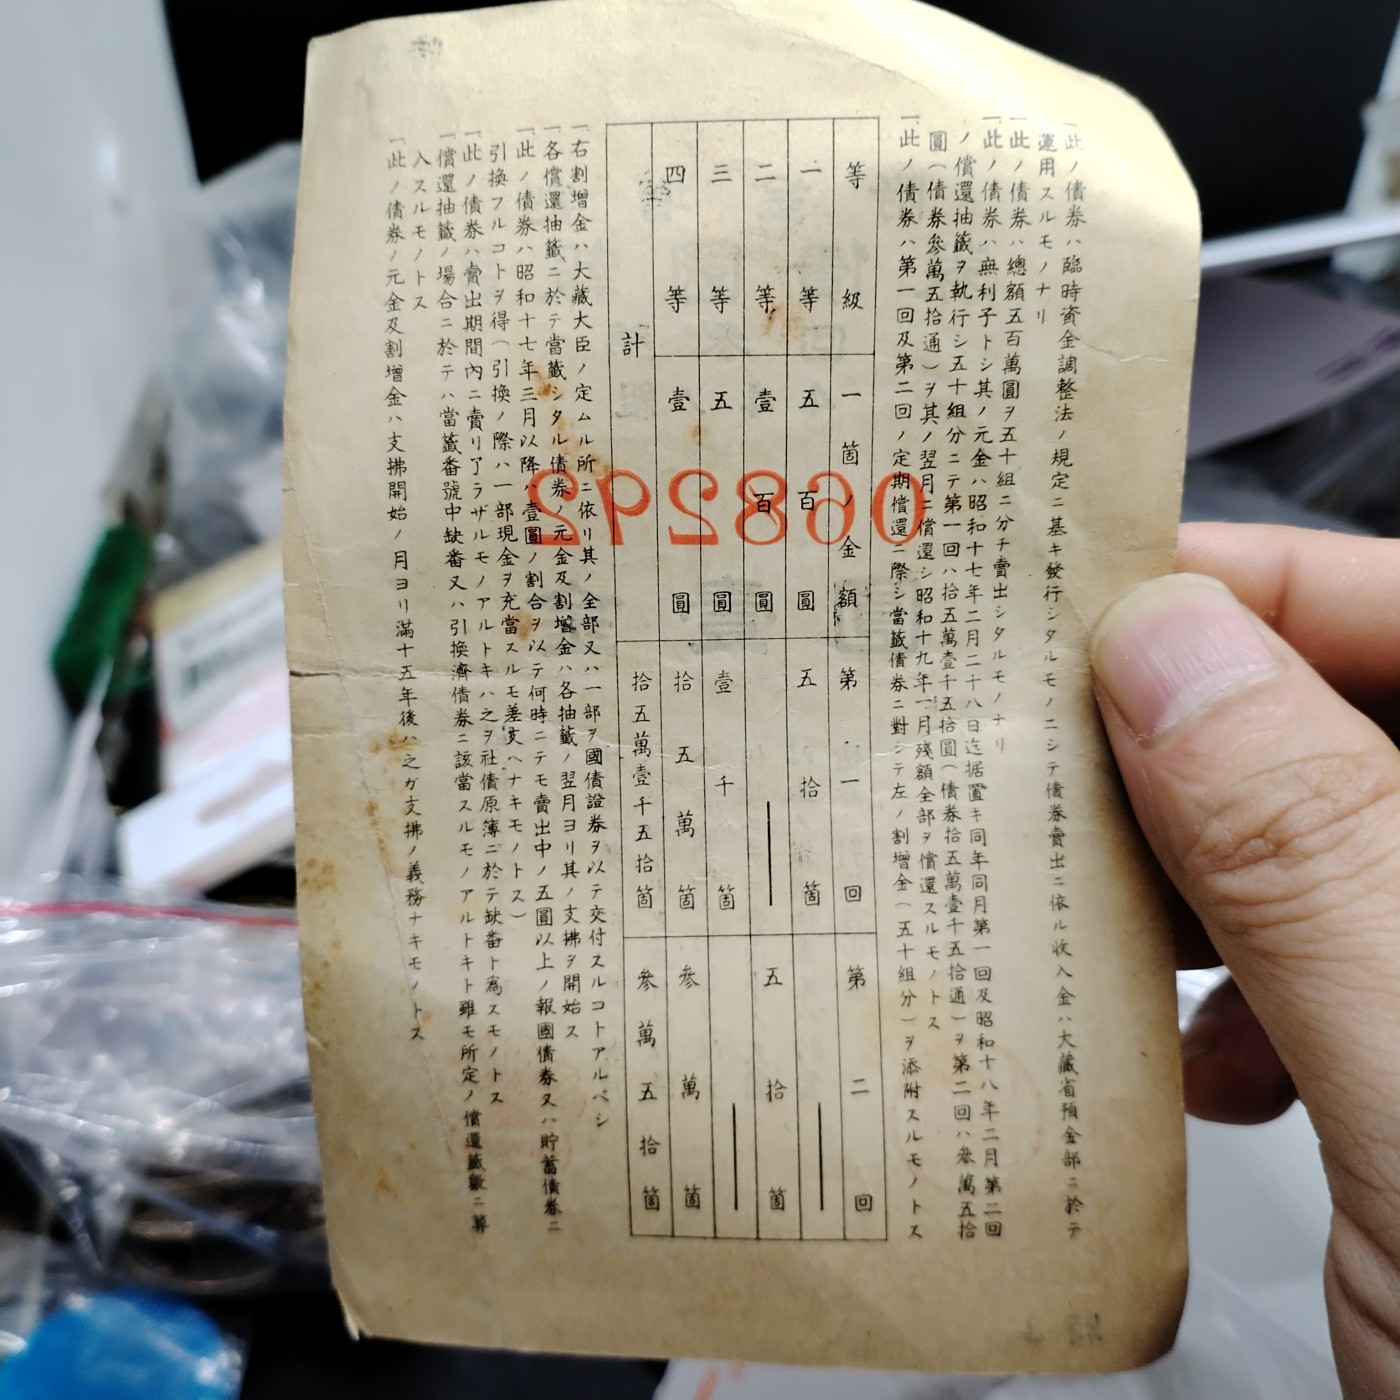 一、此ノ債券ハ臨時資金調整法ノ規定ニ基キ發行シタルモノニシテ債券賣出ニ依ル收入金ハ大藏省預金部ニ於テ
運用スルモノナリ
一、此ノ債券ハ總額五百萬圓ヲ五十組ニ分チ賣出シタルモノナリ
一、此ノ債券ハ無利子トシ其ノ元金ハ昭和十七年二月二十八日迄据置キ同年同月第一回及昭和十八年二月第二回
ノ償還抽籤ヲ執行シ五十組分ニテ第一回ハ拾五萬壹千五拾圓(債券拾五萬壹千五拾通)ヲ第二回ハ參萬五拾
圓(債券參萬五拾通)ヲ其ノ翌月ニ償還シ昭和十九年一月殘額全部ヲ償還スルモノトス
一、此ノ債券ハ第一回及第二回ノ定期償還ニ際シ當籤債券ニ對シテ左ノ割增金(五十組分)ヲ添附スルモノトス
等級 一箇ノ金額 第一回 第二回
一等 五百圓 五拾箇 ―
二等 壹百圓 ― 五拾箇
三等 五圓 壹千箇 ―
四等 壹圓 拾五萬箇 參萬箇
計 拾五萬壹千五拾箇 參萬五拾箇
一、右割增金ハ大藏大臣ノ定ムル所ニ依リ其ノ全部又ハ一部ヲ國債證券ヲ以テ交付スルコトアルベシ
一、各償還抽籤ニ於テ當籤シタル債券ノ元金及割增金ハ各抽籤ノ翌月ヨリ其ノ支拂ヲ開始ス
一、此ノ債券ハ昭和十七年三月以降ハ壹圓ノ割合ヲ以テ何時ニテモ賣出中ノ五圓以上ノ報國債券又ハ貯蓄債券ニ
引換フルコトヲ得(引換ノ際ハ一部現金ヲ充當スルモ差支ヘナキモノトス)
一、此ノ債券ハ賣出期間內ニ賣リ了ラザルモノアルトキハ之ヲ社債原簿ニ於テ缺番ト爲スモノトス
一、償還抽籤ノ場合ニ於テハ當籤番號中缺番又ハ引換濟債券ニ該當スルモノアルトキト雖モ所定ノ償還籤數ニ算
入スルモノトス
一、此ノ債券ノ元金及割增金ハ支拂開始ノ月ヨリ滿十五年後ハ之ガ支拂ノ義務ナキモノトス
068292